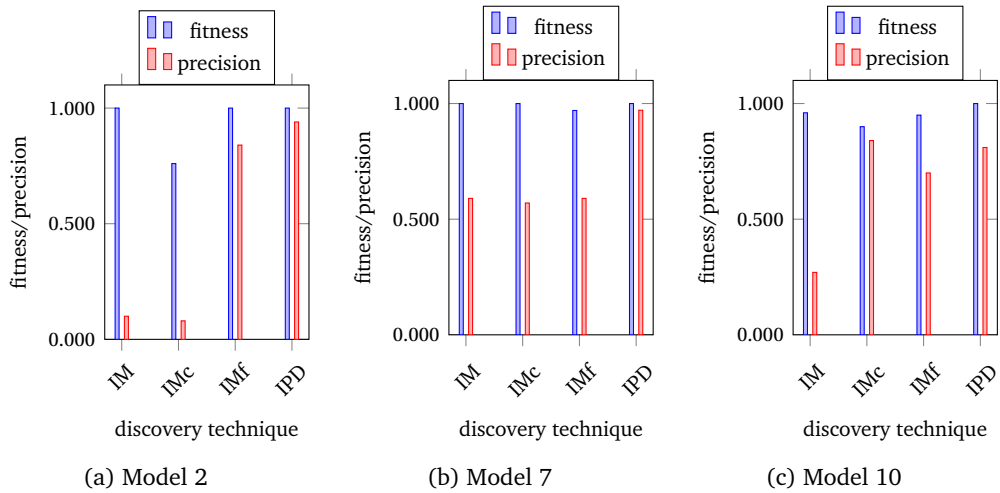 fitness
precision
1.000
0.500
0.000
fitness/precision
IM
IMc
IMf
IPD
discovery technique
(a) Model 2
fitness
precision
1.000
0.500
0.000
fitness/precision
IM
IMc
IMf
IPD
discovery technique
(b) Model 7
fitness
precision
1.000
0.500
0.000
fitness/precision
IM
IMc
IMf
IPD
discovery technique
(c) Model 10